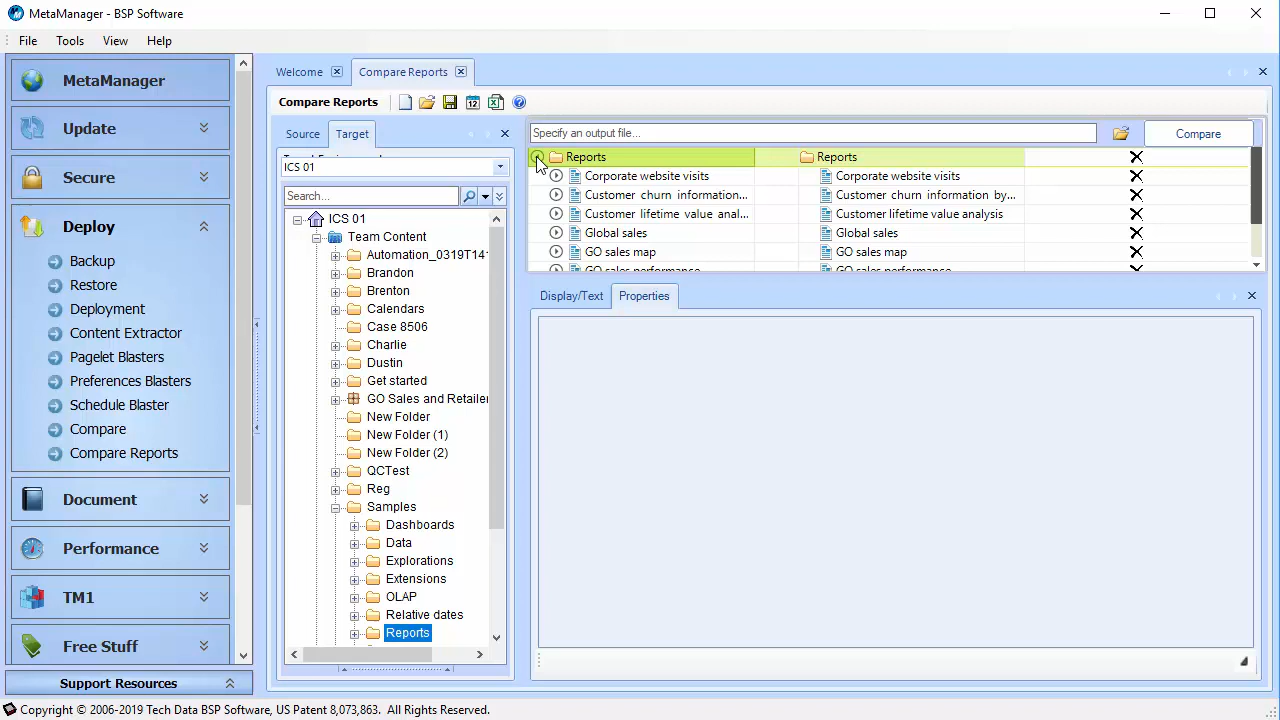 MetaManager - BSP Software
File Tools View Help
MetaManager
Update
Secure
Deploy
Backup
Restore
Deployment
Content Extractor
Pagelet Blasters
Preferences Blasters
Schedule Blaster
Compare
Compare Reports
Document
Performance
TM1
Free Stuff
Support Resources
Welcome Compare Reports
Compare Reports 12
Source Target
ICS 01
Search...
ICS 01
Team Content
Automation_0319T141
Brandon
Brenton
Calendars
Case 8506
Charlie
Dustin
Get started
GO Sales and Retailer
New Folder
New Folder (1)
New Folder (2)
QCTest
Reg
Samples
Dashboards
Data
Explorations
Extensions
OLAP
Relative dates
Reports
Specify an output file... Compare
Reports Reports
Corporate website visits Corporate website visits
Customer churn information... Customer churn information by...
Customer lifetime value anal... Customer lifetime value analysis
Global sales Global sales
GO sales map GO sales map
GO sales performance GO sales performance
Display/Text Properties
Copyright © 2006-2019 Tech Data BSP Software, US Patent 8,073,863. All Rights Reserved.